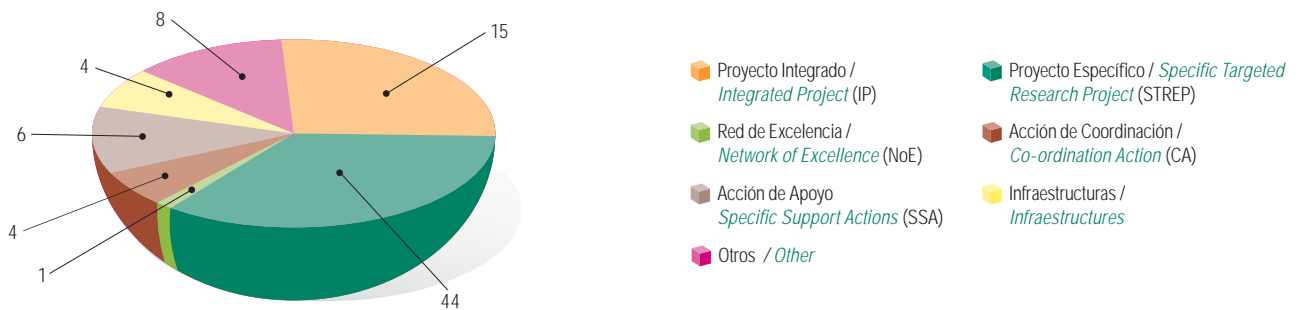 8
15
4
6
4
1
44
Proyecto Integrado /
Integrated Project (IP)
Red de Excelencia /
Network of Excellence (NoE)
Acción de Apoyo
Specific Support Actions (SSA)
Otros / Other
Proyecto Específico / Specific Targeted
Research Project (STREP)
Acción de Coordinación /
Co-ordination Action (CA)
Infraestructuras /
Infraestructures